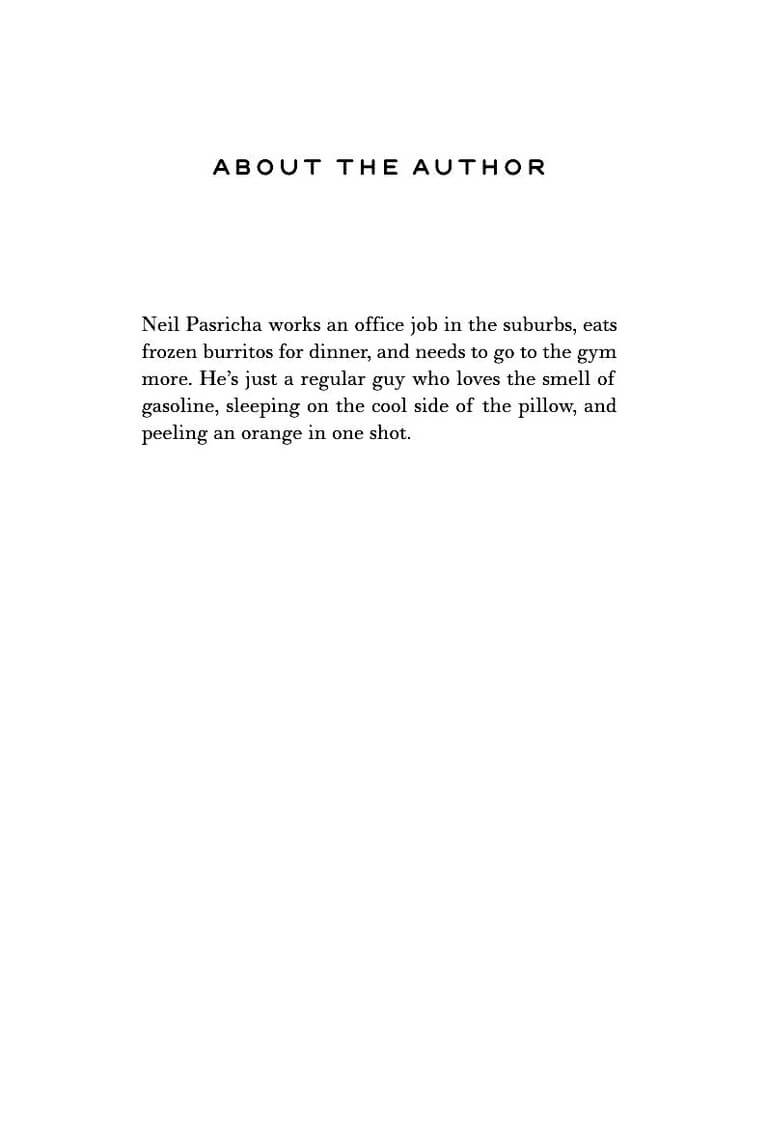 ABOUT THE AUTHOR
Neil Pasricha works an office job in the suburbs, eats
frozen burritos for dinner, and needs to go to the gym
more. He’s just a regular guy who loves the smell of
gasoline, sleeping on the cool side of the pillow, and
peeling an orange in one shot.